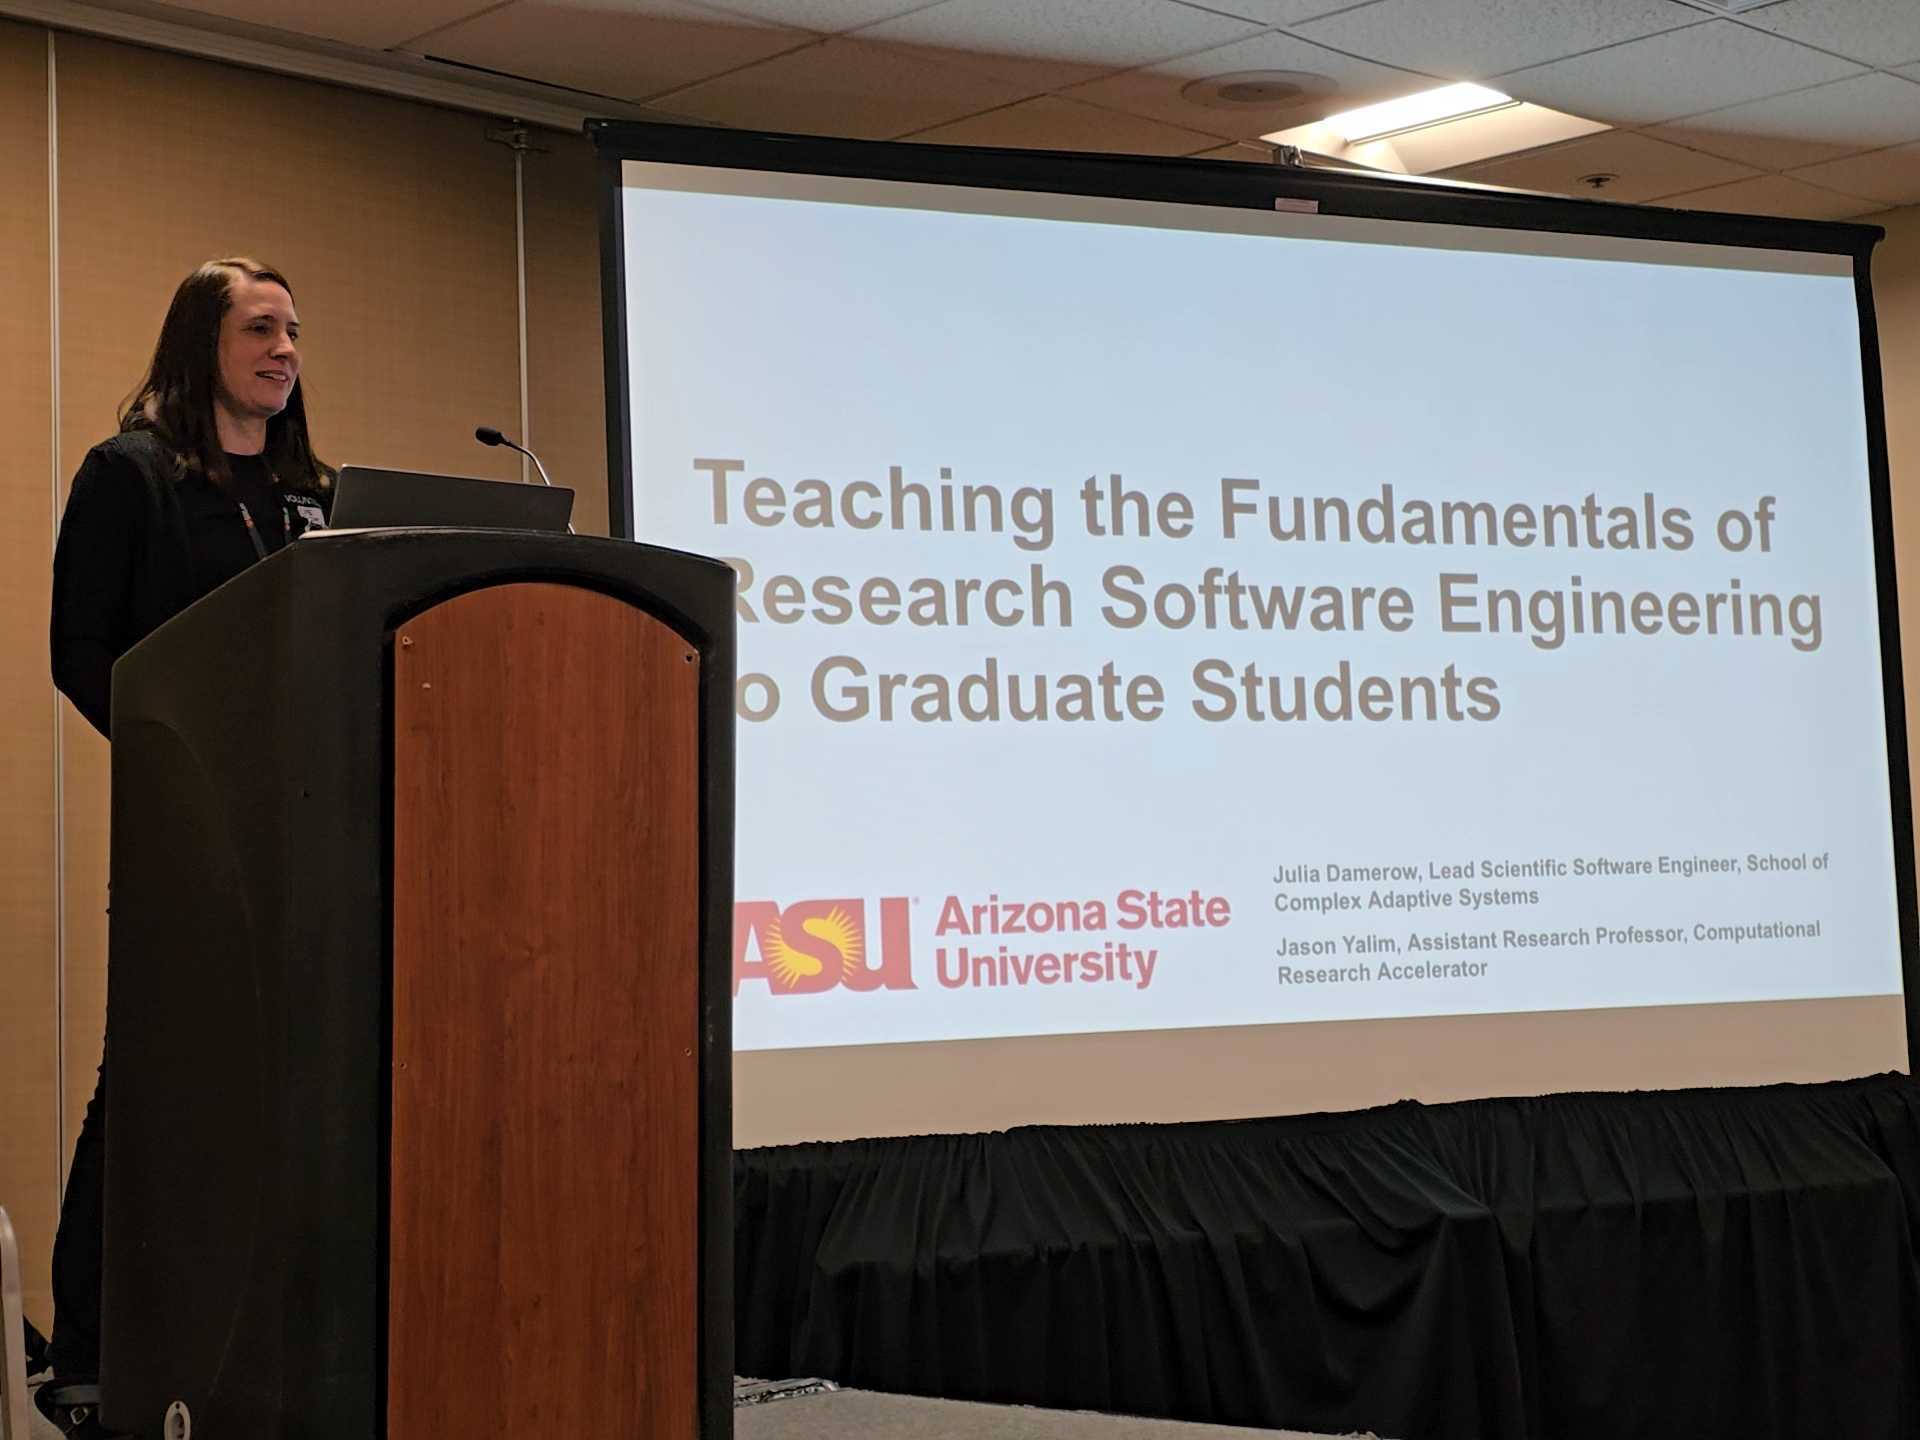 Teaching the Fundamentals of
Research Software Engineering
to Graduate Students
ASU
Arizona State
University
Julia Damerow, Lead Scientific Software Engineer, School of
Complex Adaptive Systems
Jason Yalim, Assistant Research Professor, Computational
Research Accelerator